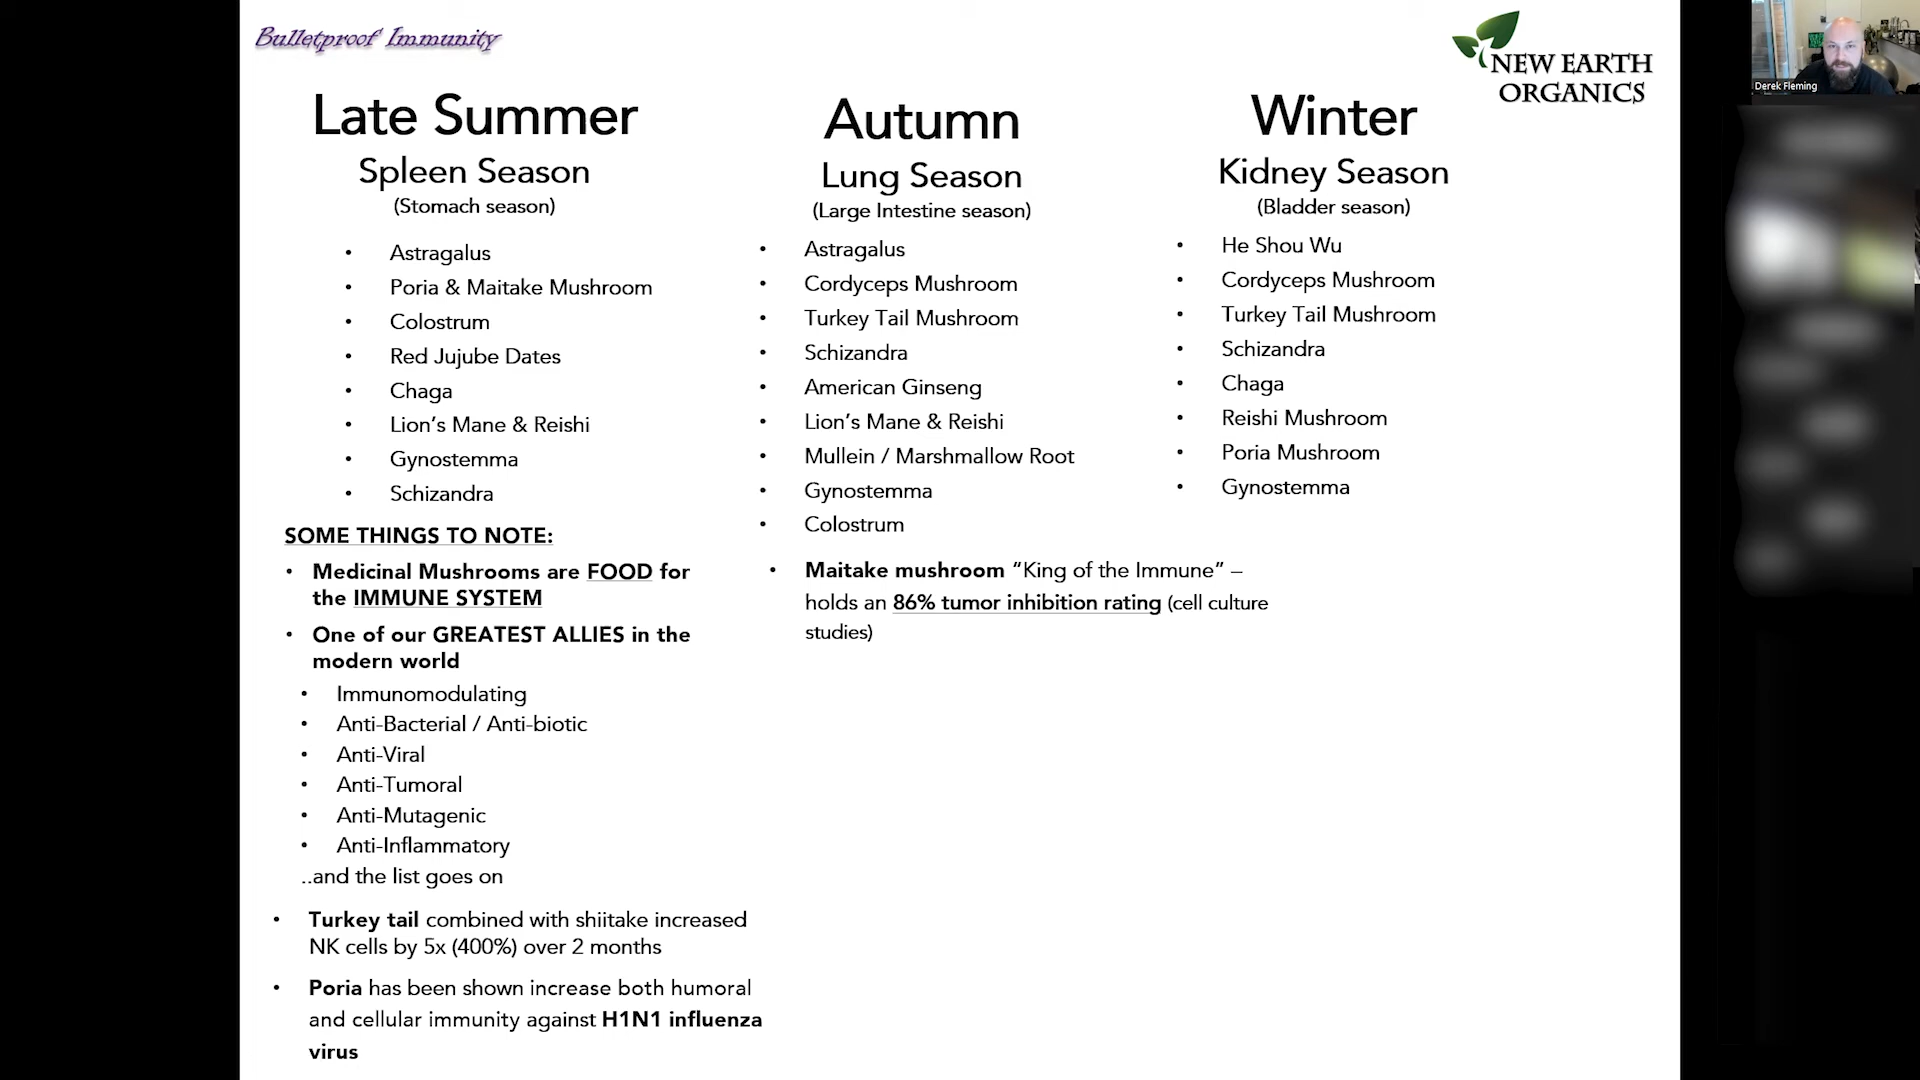 Bulletproof Immunity
NEW EARTH
ORGANICS
Derek Fleming
Late Summer
Spleen Season
(Stomach season)
• Astragalus
• Poria & Maitake Mushroom
• Colostrum
• Red Jujube Dates
• Chaga
• Lion's Mane & Reishi
• Gynostemma
• Schizandra
Autumn
Lung Season
(Large Intestine season)
• Astragalus
• Cordyceps Mushroom
• Turkey Tail Mushroom
• Schizandra
• American Ginseng
• Lion's Mane & Reishi
• Mullein / Marshmallow Root
• Gynostemma
• Colostrum
Winter
Kidney Season
(Bladder season)
• He Shou Wu
• Cordyceps Mushroom
• Turkey Tail Mushroom
• Schizandra
• Chaga
• Reishi Mushroom
• Poria Mushroom
• Gynostemma
SOME THINGS TO NOTE:
• Medicinal Mushrooms are FOOD for
the IMMUNE SYSTEM
• One of our GREATEST ALLIES in the
modern world
• Immunomodulating
• Anti-Bacterial / Anti-biotic
• Anti-Viral
• Anti-Tumoral
• Anti-Mutagenic
• Anti-Inflammatory
..and the list goes on
• Turkey tail combined with shiitake increased
NK cells by 5x (400%) over 2 months
• Poria has been shown increase both humoral
and cellular immunity against H1N1 influenza
virus
• Maitake mushroom “King of the Immune” –
holds an 86% tumor inhibition rating (cell culture
studies)